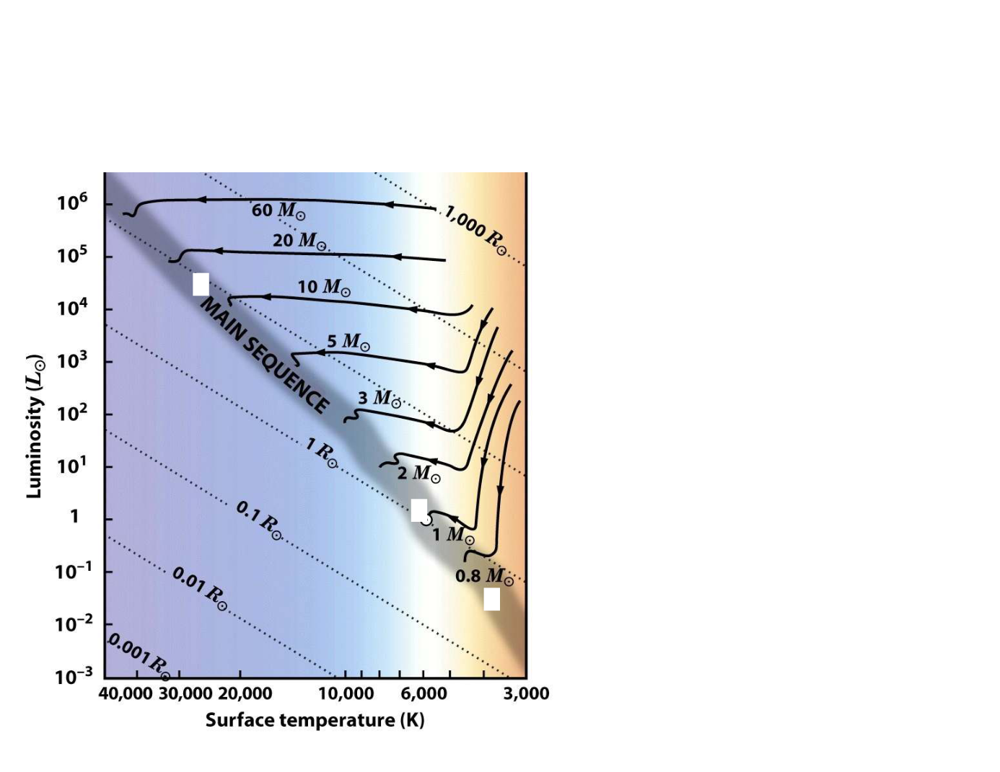 10⁶
60 M☉
1,000 R☉
20 M☉
10⁵
10 M☉
10⁴
MAIN SEQUENCE
5 M☉
10³
3 M☉
10²
1 R☉
10¹
2 M☉
Luminosity (L☉)
0.1 R☉
1
1 M☉
10⁻¹
0.8 M☉
0.01 R☉
10⁻²
0.001 R☉
10⁻³
40,000 30,000 20,000 10,000 6,000 3,000
Surface temperature (K)